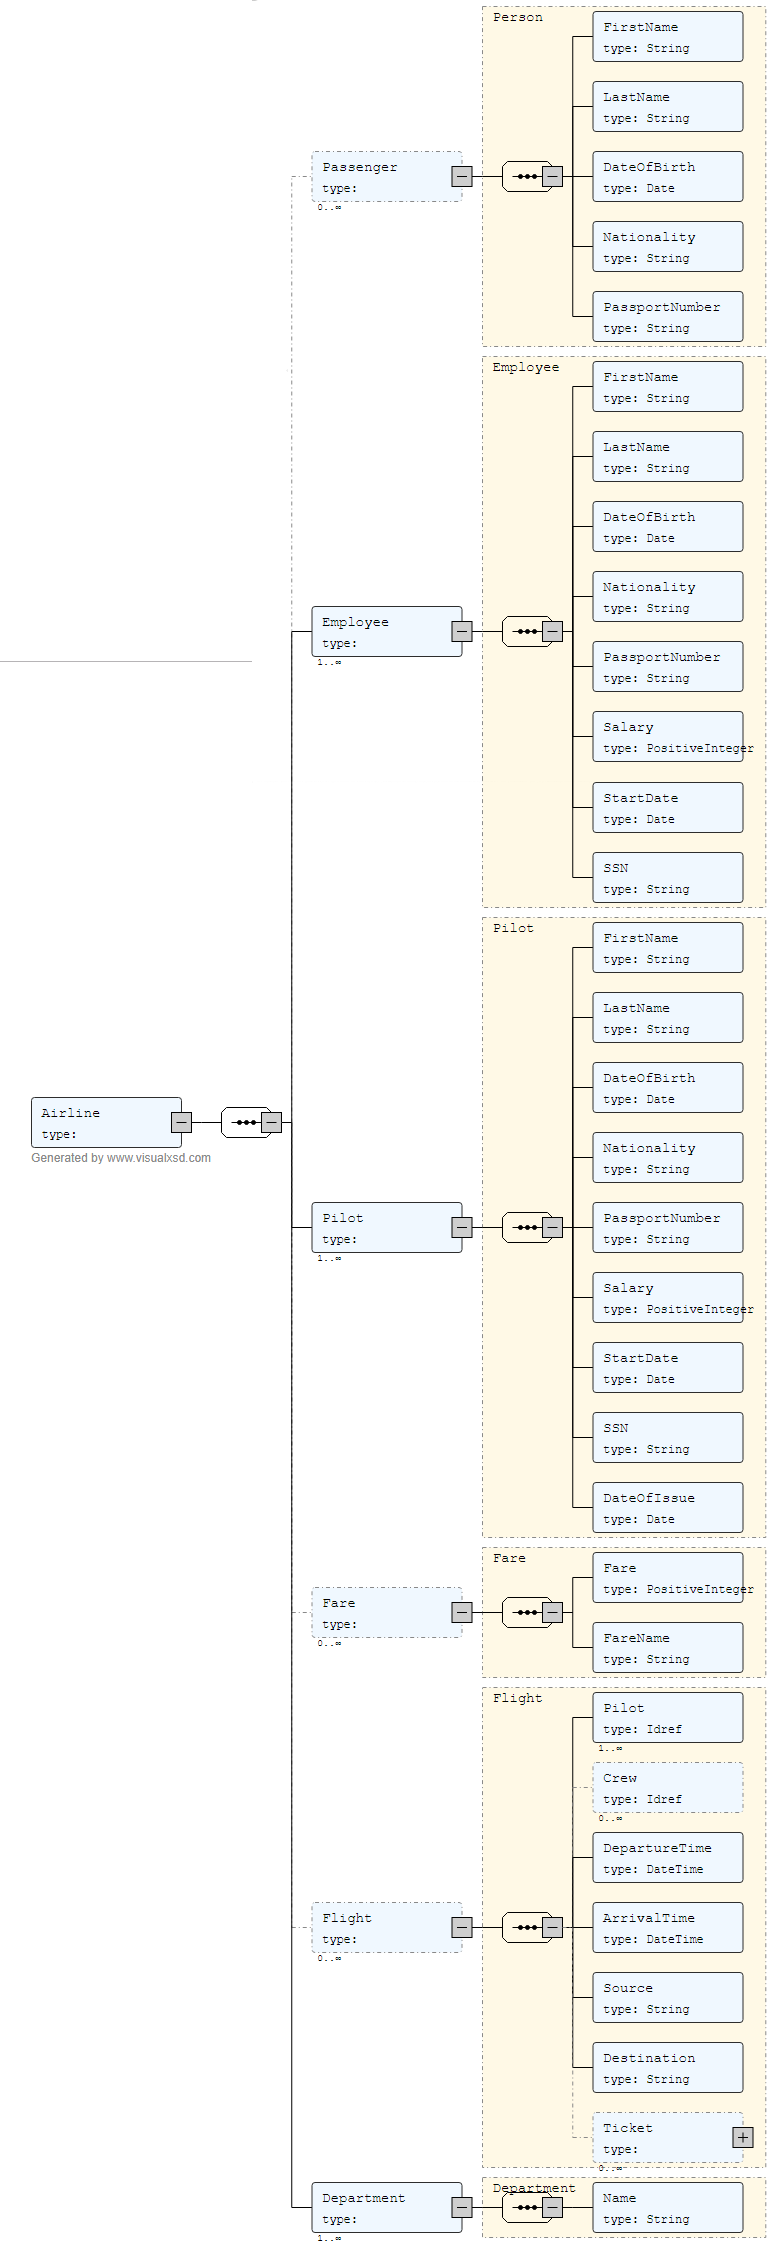 Person
FirstName
type: String
LastName
type: String
Passenger
type:
0..∞
DateOfBirth
type: Date
Nationality
type: String
PassportNumber
type: String
Employee
FirstName
type: String
LastName
type: String
DateOfBirth
type: Date
Nationality
type: String
Employee
type:
1..∞
PassportNumber
type: String
Salary
type: PositiveInteger
StartDate
type: Date
SSN
type: String
Pilot
FirstName
type: String
LastName
type: String
DateOfBirth
type: Date
Airline
type:
Generated by www.visualxsd.com
Nationality
type: String
Pilot
type:
1..∞
PassportNumber
type: String
Salary
type: PositiveInteger
StartDate
type: Date
SSN
type: String
DateOfIssue
type: Date
Fare
Fare
type: PositiveInteger
Fare
type:
0..∞
FareName
type: String
Flight
Pilot
type: Idref
1..∞
Crew
type: Idref
0..∞
DepartureTime
type: DateTime
Flight
type:
0..∞
ArrivalTime
type: DateTime
Source
type: String
Destination
type: String
Ticket
type:
0..∞
Department
type:
1..∞
Department
Name
type: String